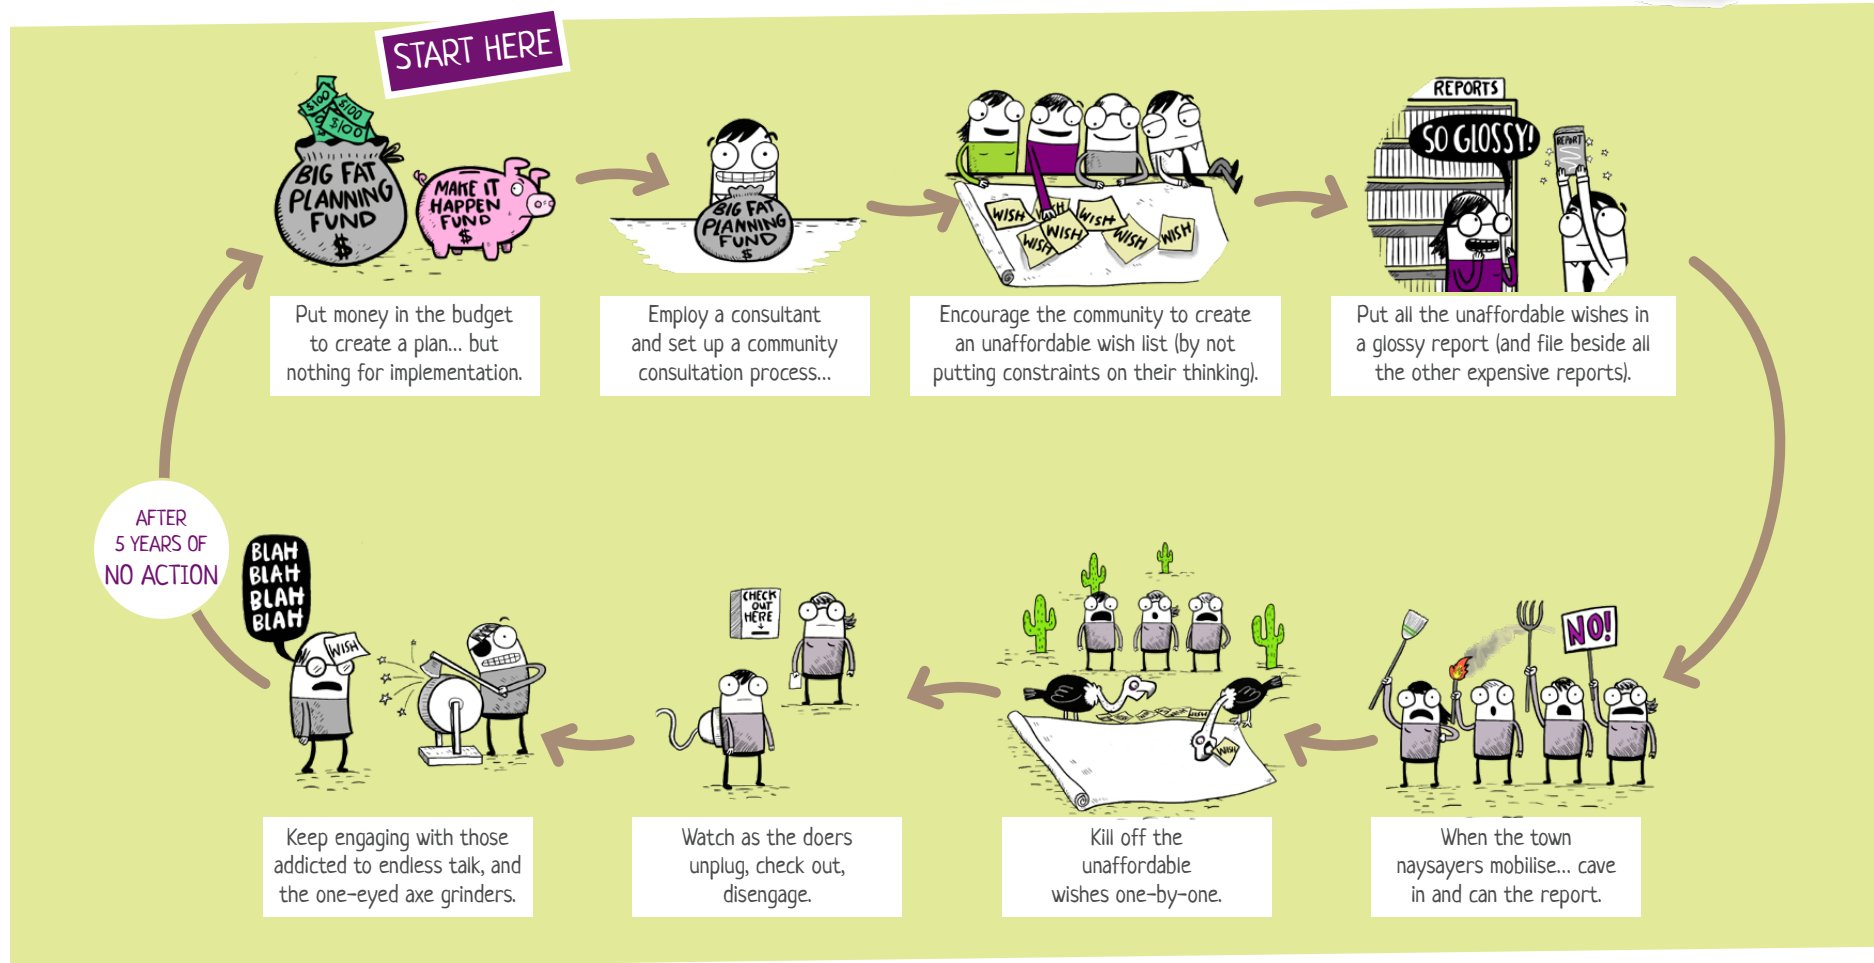 START HERE
$100
$100
$100
BIG FAT
PLANNING
FUND
$
MAKE IT
HAPPEN
FUND
$
Put money in the budget
to create a plan... but
nothing for implementation.
BIG FAT
PLANNING
FUND
$
Employ a consultant
and set up a community
consultation process...
WISH
WISH
WISH
WISH
WISH
WISH
WISH
Encourage the community to create
an unaffordable wish list (by not
putting constraints on their thinking).
REPORTS
SO GLOSSY!
REPORT
Put all the unaffordable wishes in
a glossy report (and file beside all
the other expensive reports).
NO!
When the town
naysayers mobilise... cave
in and can the report.
WISH
WISH
Kill off the
unaffordable
wishes one-by-one.
CHECK
OUT
HERE
Watch as the doers
unplug, check out,
disengage.
BLAH
BLAH
BLAH
BLAH
WISH
Keep engaging with those
addicted to endless talk, and
the one-eyed axe grinders.
AFTER
5 YEARS OF
NO ACTION